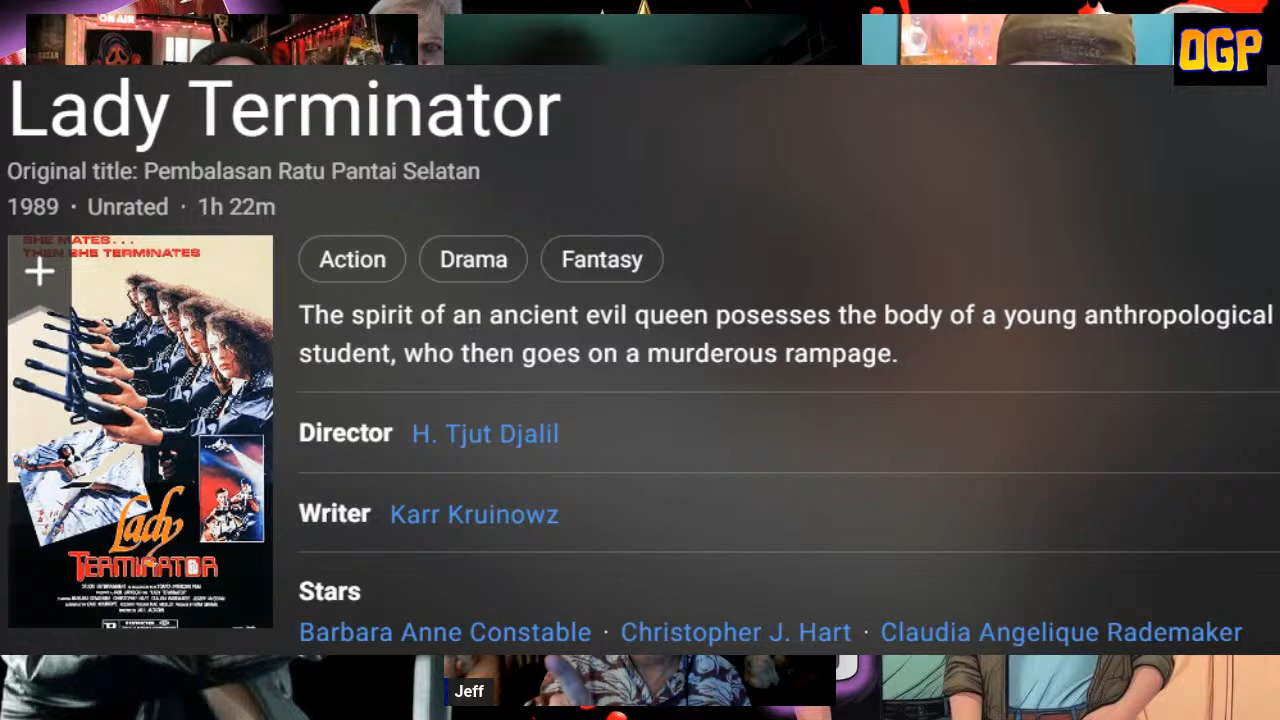 ON AIR
OGP
Lady Terminator
Original title: Pembalasan Ratu Pantai Selatan
1989 · Unrated · 1h 22m
SHE MATES...
THEN SHE TERMINATES
+
Action Drama Fantasy
The spirit of an ancient evil queen posesses the body of a young anthropological
student, who then goes on a murderous rampage.
Director H. Tjut Djalil
Writer Karr Kruinowz
Lady
TERMINATOR
Stars
Barbara Anne Constable · Christopher J. Hart · Claudia Angelique Rademaker
Jeff